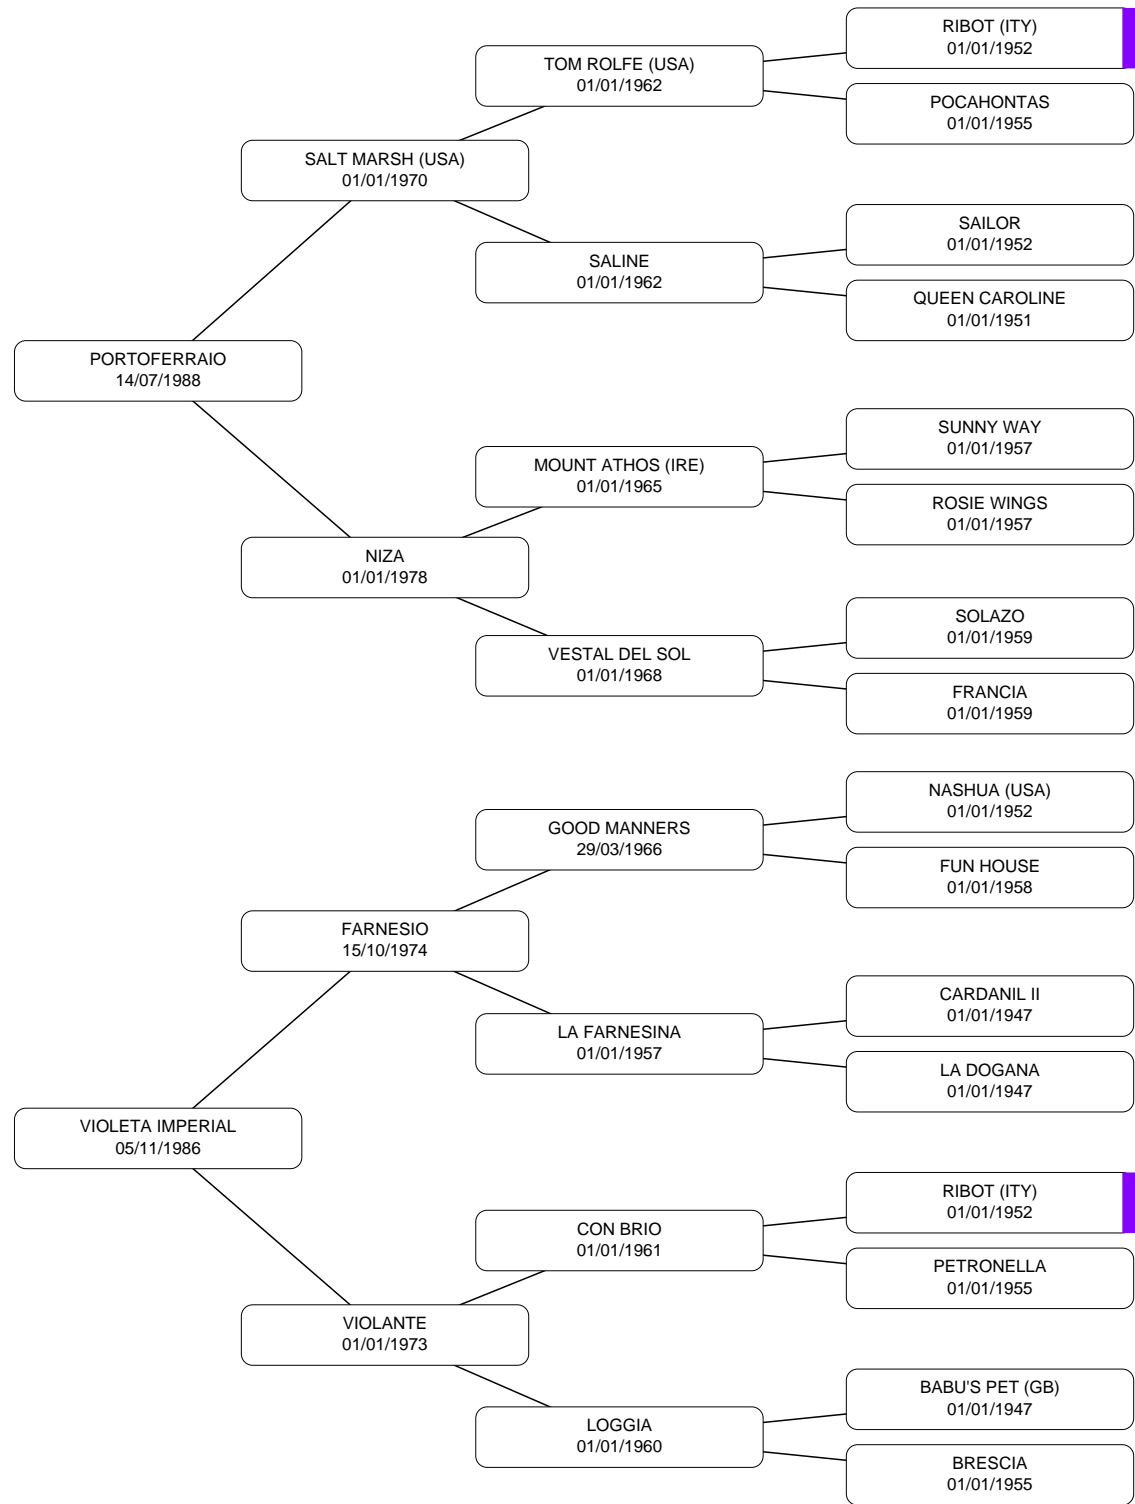 RIBOT (ITY)
01/01/1952
TOM ROLFE (USA)
01/01/1962
POCAHONTAS
01/01/1955
SALT MARSH (USA)
01/01/1970
SAILOR
01/01/1952
SALINE
01/01/1962
QUEEN CAROLINE
01/01/1951
PORTOFERRAIO
14/07/1988
SUNNY WAY
01/01/1957
MOUNT ATHOS (IRE)
01/01/1965
ROSIE WINGS
01/01/1957
NIZA
01/01/1978
SOLAZO
01/01/1959
VESTAL DEL SOL
01/01/1968
FRANCIA
01/01/1959
NASHUA (USA)
01/01/1952
GOOD MANNERS
29/03/1966
FUN HOUSE
01/01/1958
FARNESIO
15/10/1974
CARDANIL II
01/01/1947
LA FARNESINA
01/01/1957
LA DOGANA
01/01/1947
VIOLETA IMPERIAL
05/11/1986
RIBOT (ITY)
01/01/1952
CON BRIO
01/01/1961
PETRONELLA
01/01/1955
VIOLANTE
01/01/1973
BABU'S PET (GB)
01/01/1947
LOGGIA
01/01/1960
BRESCIA
01/01/1955